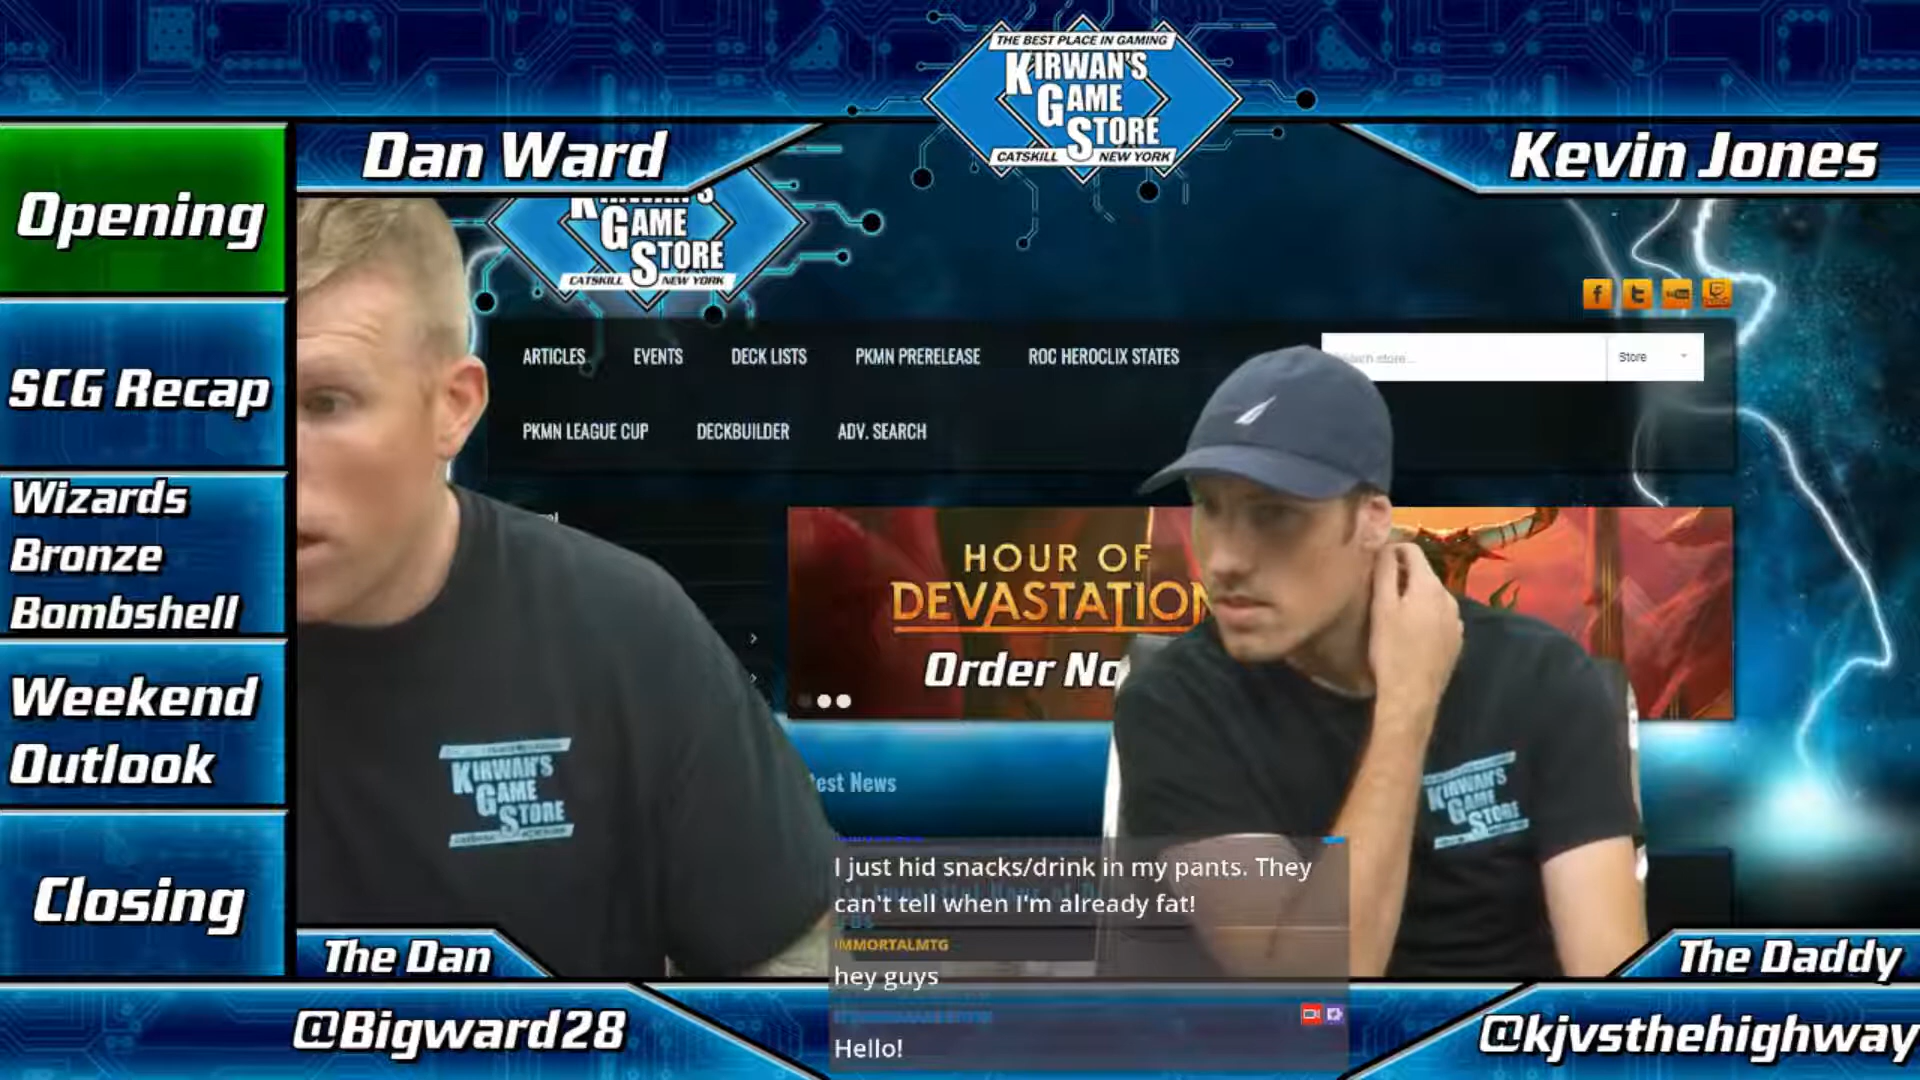 THE BEST PLACE IN GAMING
KIRWAN'S
GAME
STORE
CATSKILL NEW YORK
Dan Ward
Kevin Jones
Opening
SCG Recap
Wizards
Bronze
Bombshell
Weekend
Outlook
Closing
GAME
STORE
CATSKILL NEW YORK
ARTICLES EVENTS DECK LISTS PKMN PRERELEASE ROC HEROCLIX STATES
Store
PKMN LEAGUE CUP DECKBUILDER ADV. SEARCH
HOUR OF
DEVASTATION
Order No
est News
KIRWAN'S
GAME
STORE
KIRWAN'S
GAME
STORE
I just hid snacks/drink in my pants. They
can't tell when I'm already fat!
IMMORTALMTG
hey guys
Hello!
The Dan
The Daddy
@Bigward28
@kjvsthehighway